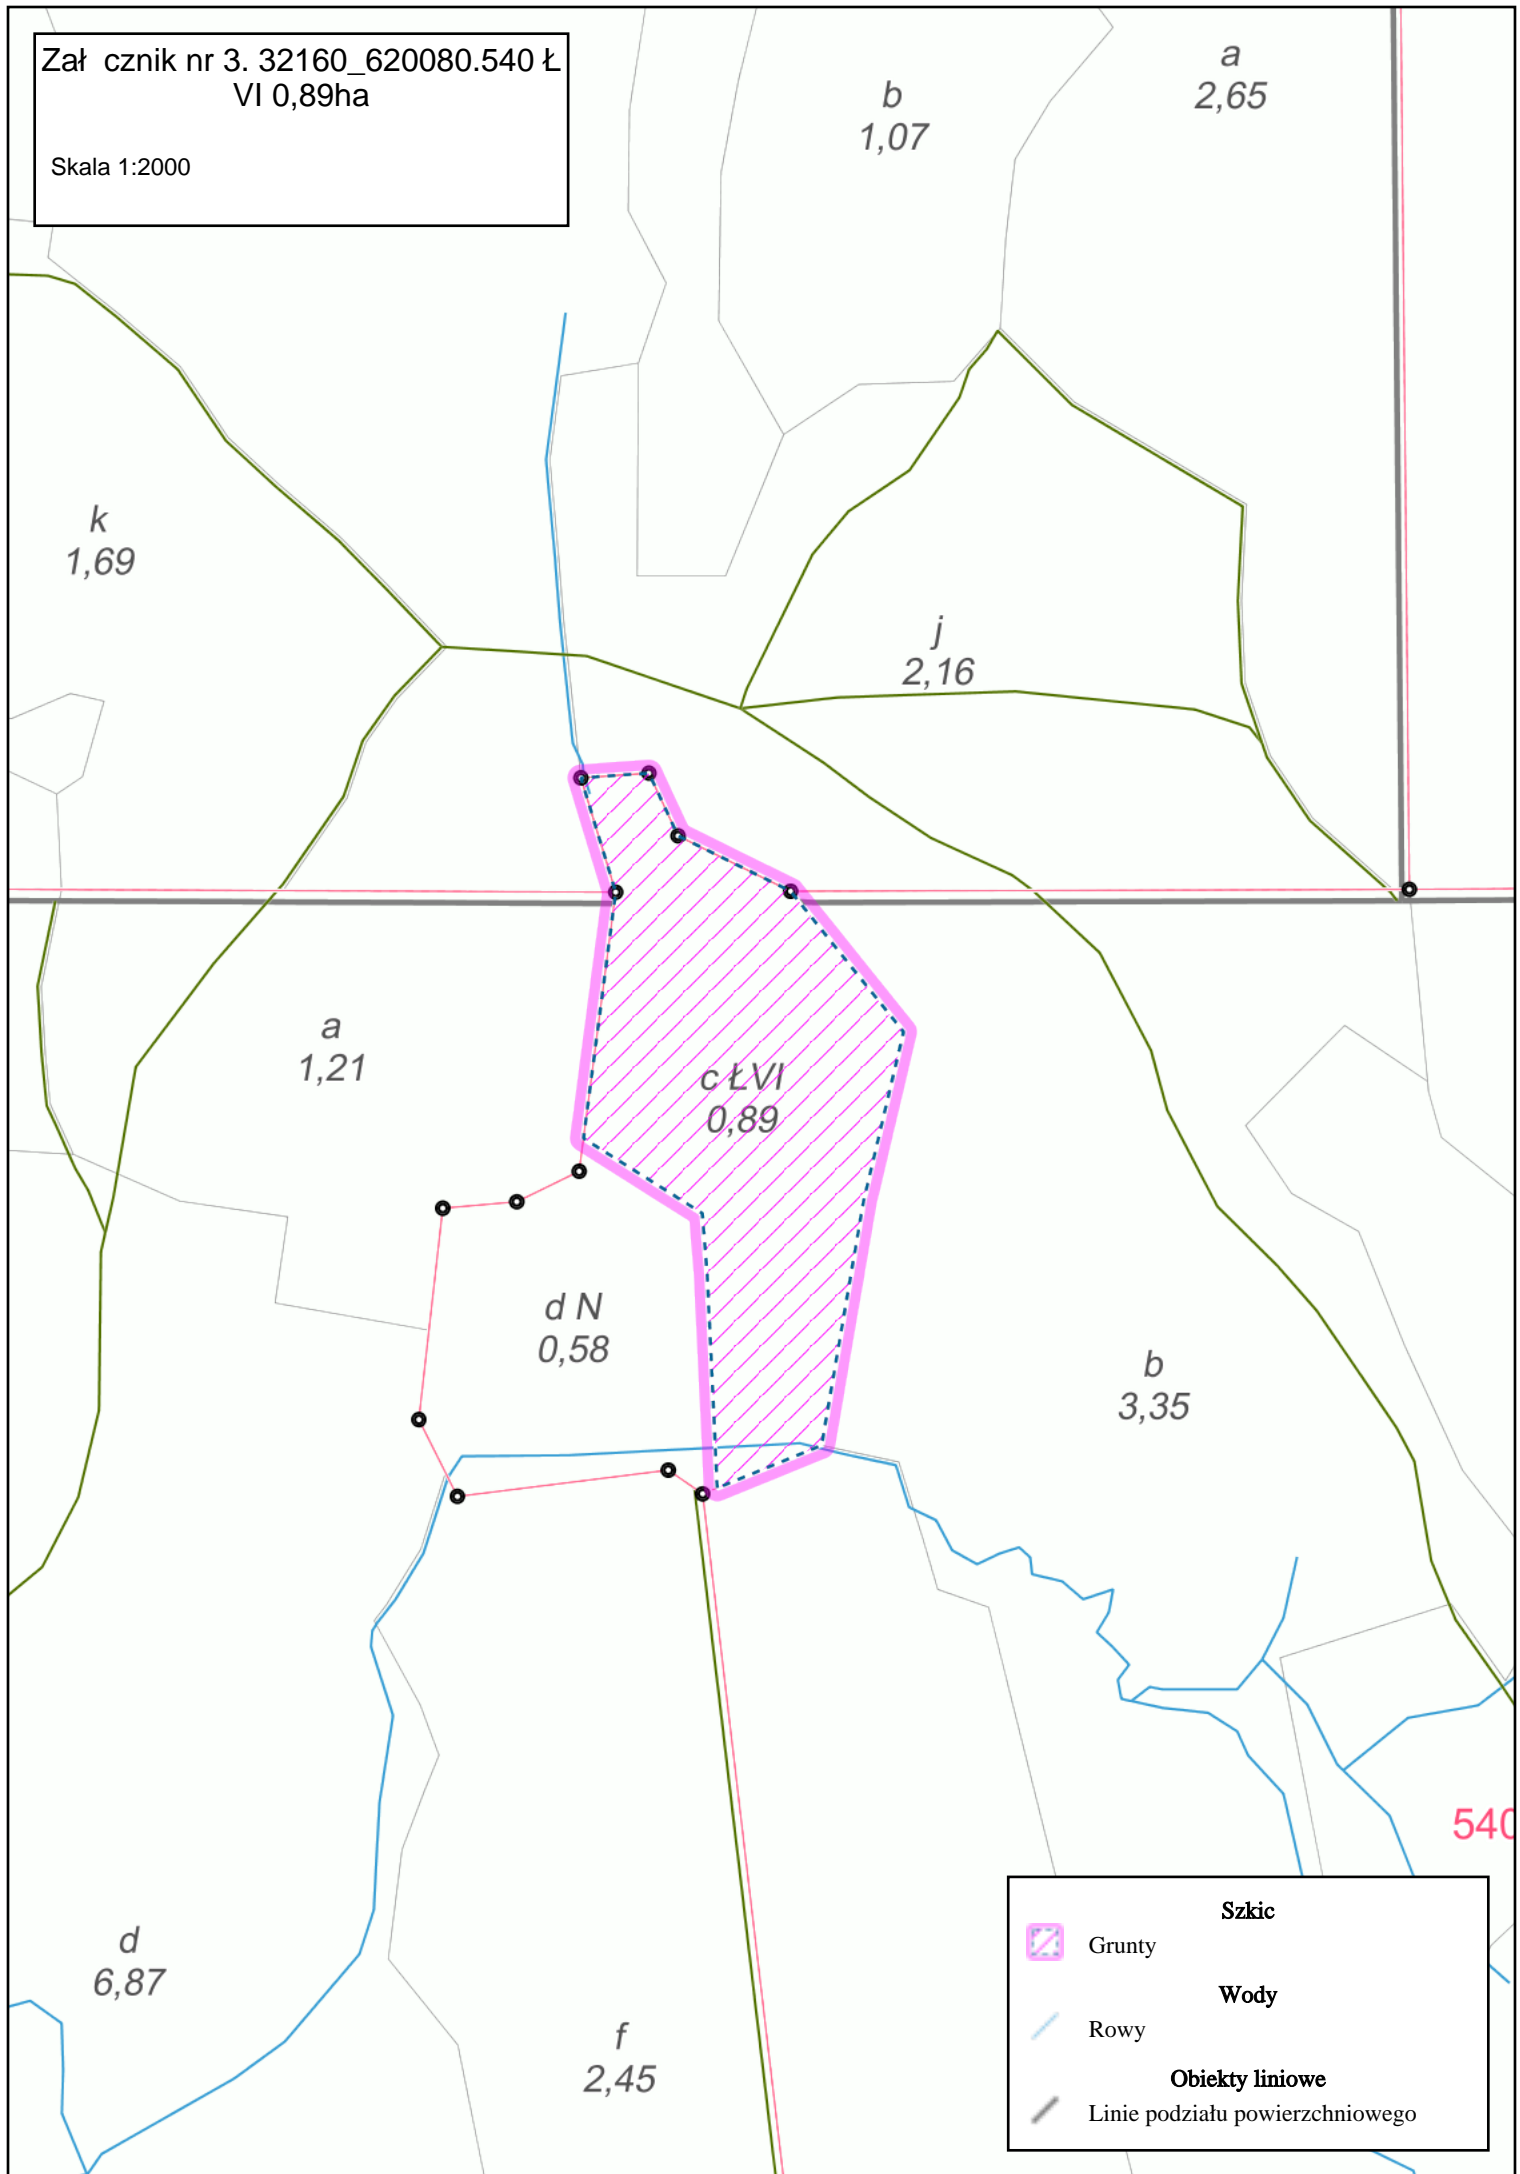 Zał cznik nr 3. 32160_620080.540 Ł
VI 0,89ha
Skala 1:2000
a
2,65
b
1,07
k
1,69
j
2,16
a
1,21
c ŁVI
0,89
d N
0,58
b
3,35
540
d
6,87
f
2,45
Szkic
Grunty
Wody
Rowy
Obiekty liniowe
Linie podziału powierzchniowego